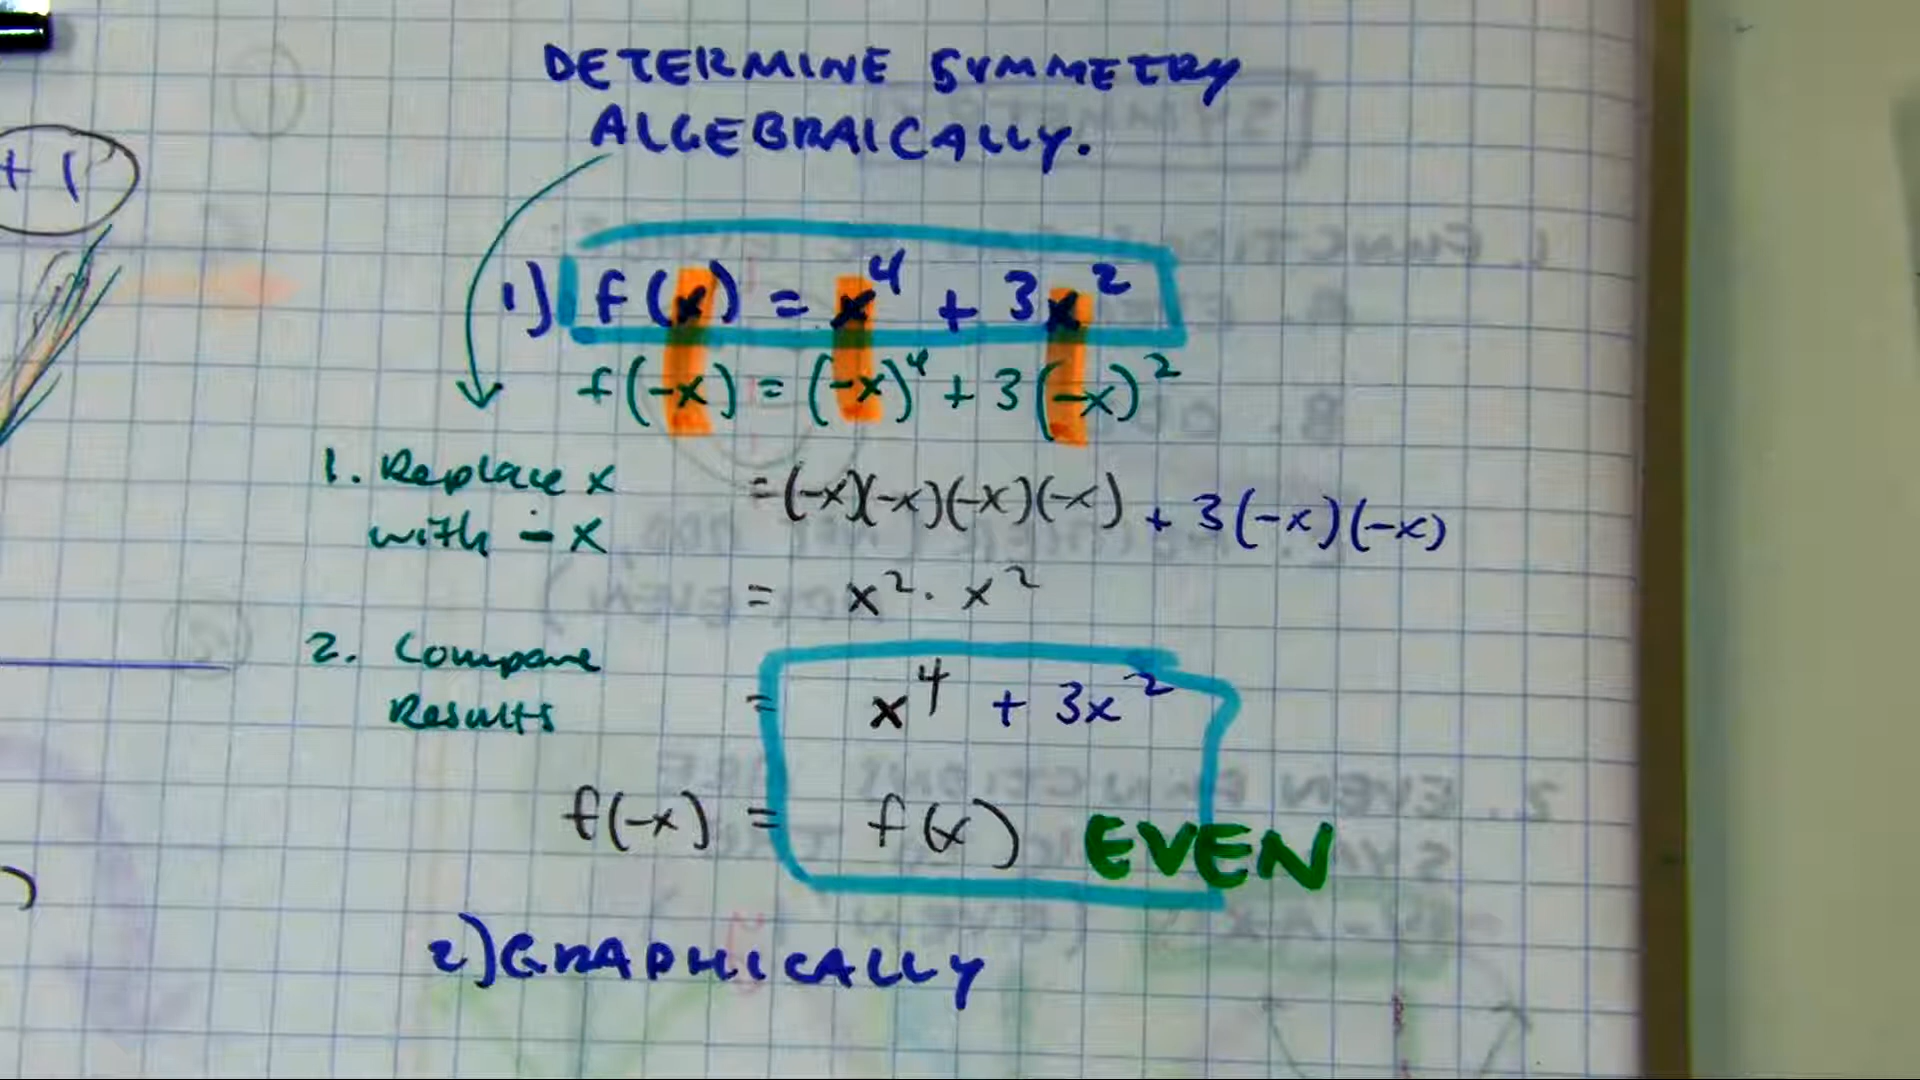 DETERMINE SYMMETRY
ALGEBRAICALLY.
+ 1
1) f(x) = x⁴ + 3x²
f(-x) = (-x)⁴ + 3(-x)²
1. Replace x
with - x
=(-x)(-x)(-x)(-x) + 3(-x)(-x)
= x² · x²
2. Compare
Results
= x⁴ + 3x²
f(-x) = f(x) EVEN
2) GRAPHICALLY